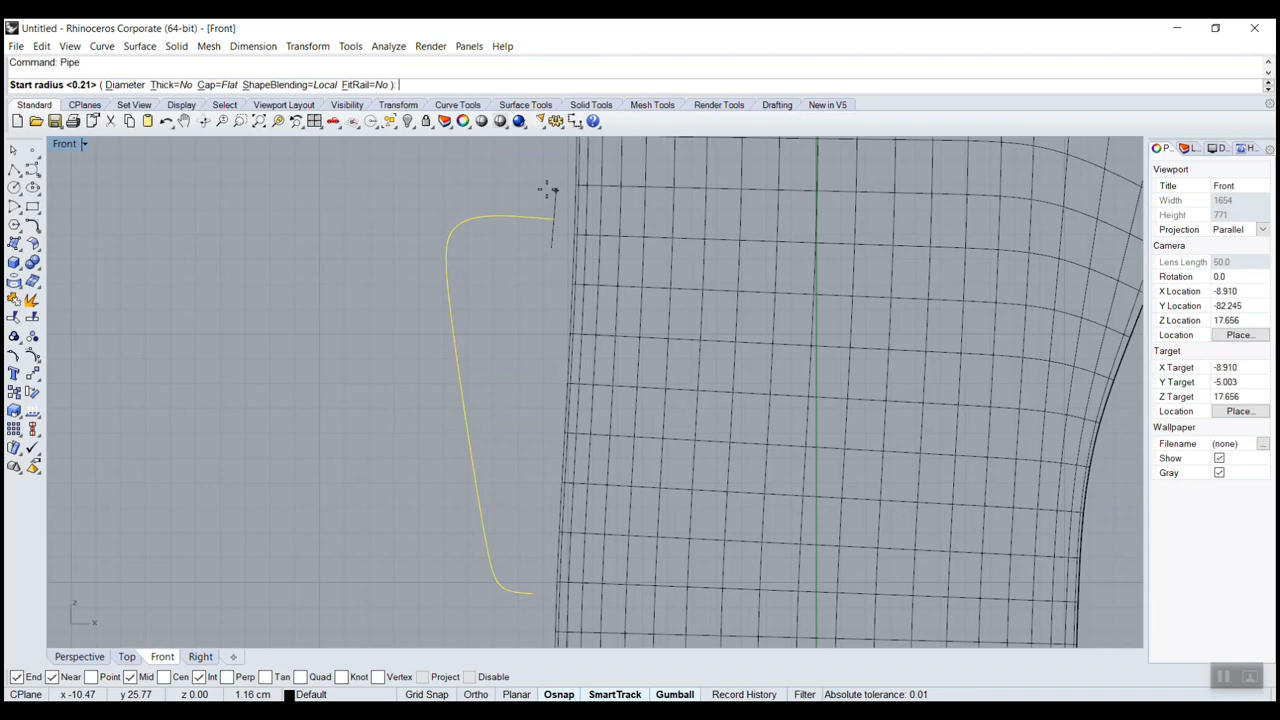 Untitled - Rhinoceros Corporate (64-bit) - [Front]
File Edit View Curve Surface Solid Mesh Dimension Transform Tools Analyze Render Panels Help
Command: Pipe
Start radius <0.21> ( Diameter Thick=No Cap=Flat ShapeBlending=Local FitRail=No ):
Standard CPlanes Set View Display Select Viewport Layout Visibility Transform Curve Tools Surface Tools Solid Tools Mesh Tools Render Tools Drafting New in V5
Front
P... L... D... H...
Viewport
Title Front
Width 1654
Height 771
Projection Parallel
Camera
Lens Length 50.0
Rotation 0.0
X Location -8.910
Y Location -82.245
Z Location 17.656
Location Place...
Target
X Target -8.910
Y Target -5.003
Z Target 17.656
Location Place...
Wallpaper
Filename (none) ...
Show
Gray
z
x
Perspective Top Front Right
End Near Point Mid Cen Int Perp Tan Quad Knot Vertex Project Disable
CPlane x -10.47 y 25.77 z 0.00 1.16 cm Default Grid Snap Ortho Planar Osnap SmartTrack Gumball Record History Filter Absolute tolerance: 0.01